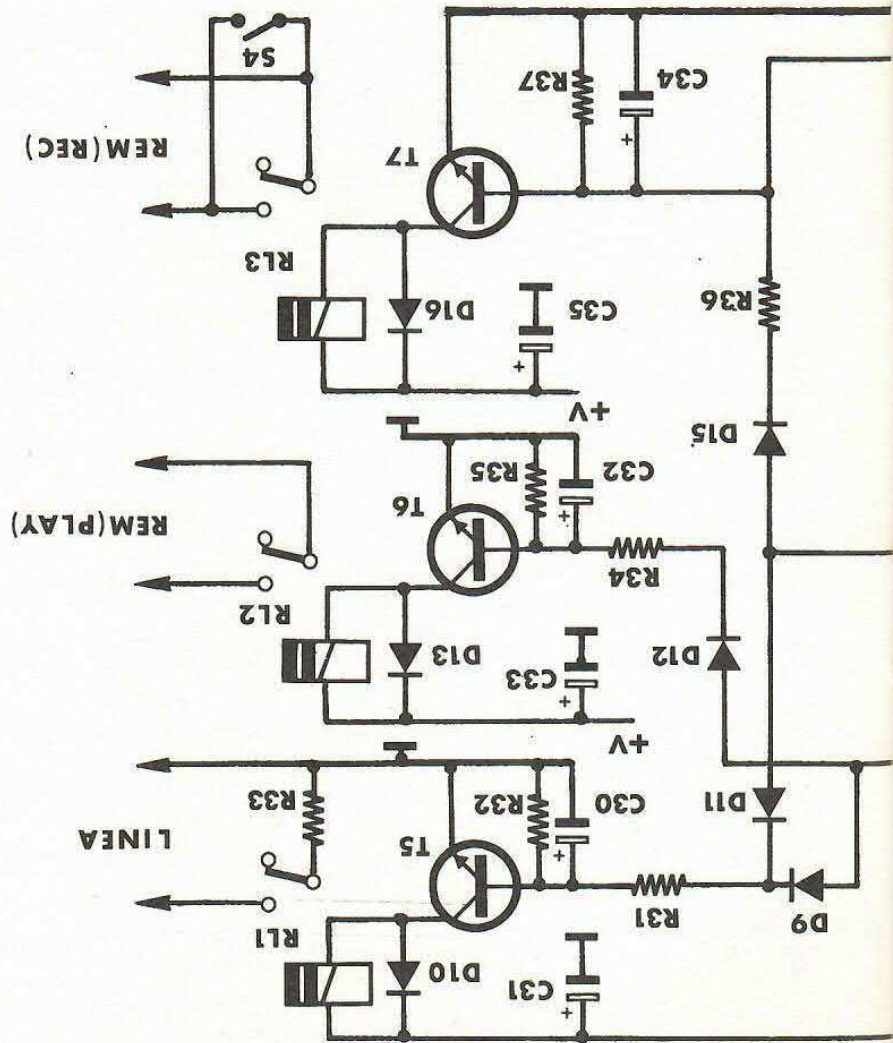 C31
D10
RL1
D9
R31
T5
LINEA
D11
C30
R32
R33
+V
D12
C33
D13
RL2
R34
T6
REM(PLAY)
D15
C32
R35
+V
R36
C35
D16
RL3
T7
REM(REC)
C34
R37
S4
+
+
+
+
+
+